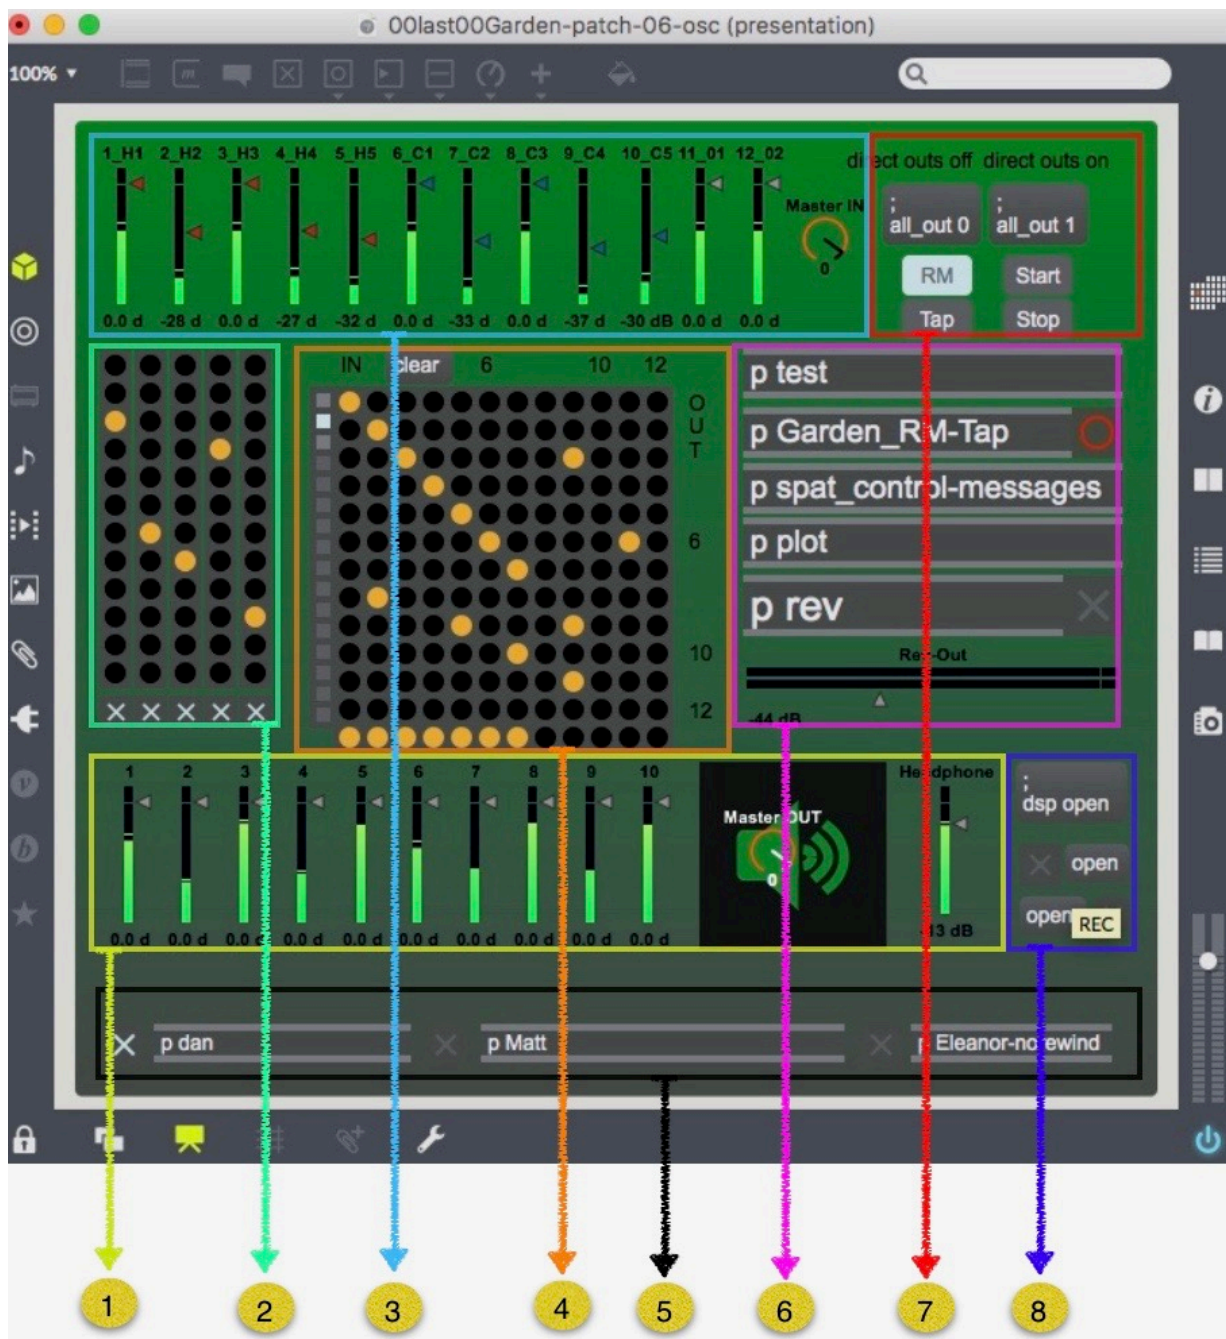 00last00Garden-patch-06-osc (presentation)
100%
1_H1 2_H2 3_H3 4_H4 5_H5 6_C1 7_C2 8_C3 9_C4 10_C5 11_01 12_02
direct outs off direct outs on
Master IN
0
;
all_out 0
;
all_out 1
RM Start
Tap Stop
0.0 d -28 d 0.0 d -27 d -32 d 0.0 d -33 d 0.0 d -37 d -30 dB 0.0 d 0.0 d
IN clear 6 10 12
OUT
6
10
12
p test
p Garden_RM-Tap
p spat_control-messages
p plot
p rev
Rev-Out
-44 dB
1 2 3 4 5 6 7 8 9 10
Master OUT
0
Headphone
0.0 d 0.0 d 0.0 d 0.0 d 0.0 d 0.0 d 0.0 d 0.0 d 0.0 d 0.0 d
-13 dB
;
dsp open
open
open
REC
p dan p Matt p Eleanor-norewind
1 2 3 4 5 6 7 8